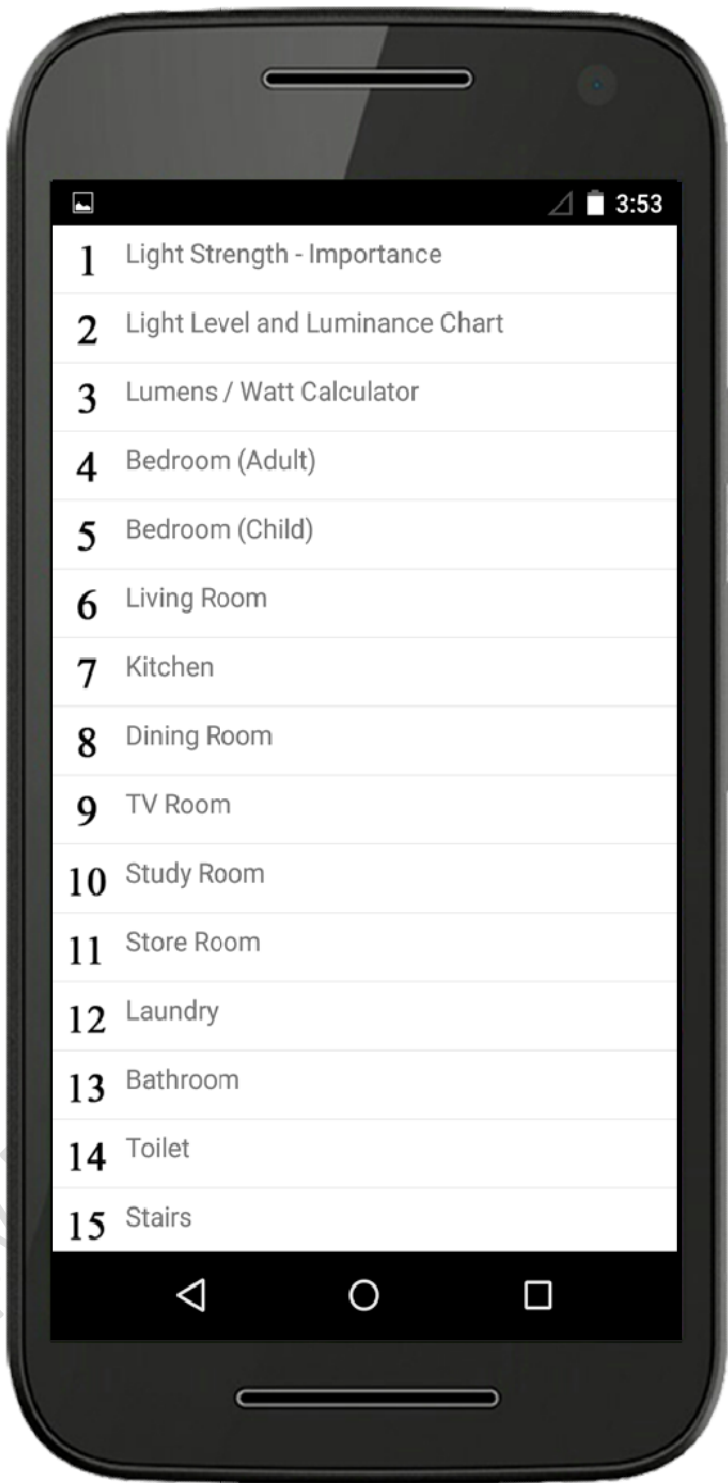 3:53
1 Light Strength - Importance
2 Light Level and Luminance Chart
3 Lumens / Watt Calculator
4 Bedroom (Adult)
5 Bedroom (Child)
6 Living Room
7 Kitchen
8 Dining Room
9 TV Room
10 Study Room
11 Store Room
12 Laundry
13 Bathroom
14 Toilet
15 Stairs